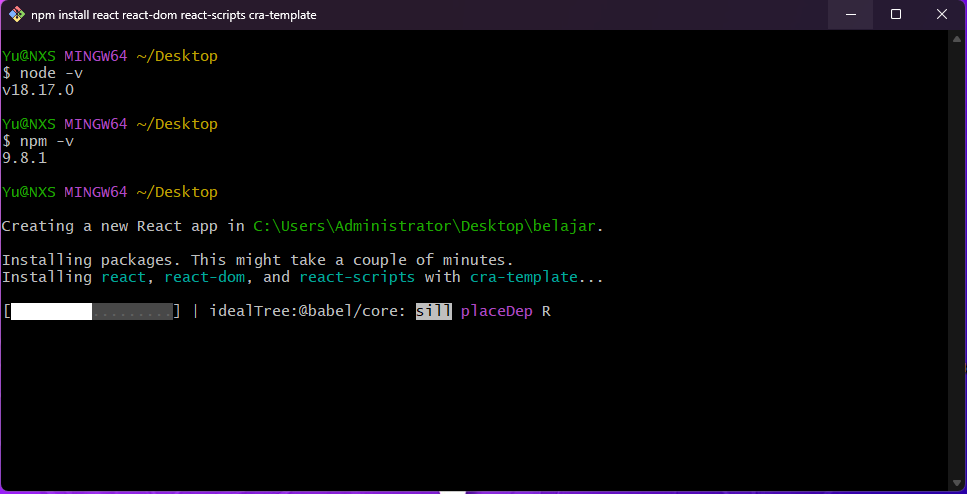 npm install react react-dom react-scripts cra-template
Yu@NXS MINGW64 ~/Desktop
$ node -v
v18.17.0
Yu@NXS MINGW64 ~/Desktop
$ npm -v
9.8.1
Yu@NXS MINGW64 ~/Desktop
Creating a new React app in C:\Users\Administrator\Desktop\belajar.
Installing packages. This might take a couple of minutes.
Installing react, react-dom, and react-scripts with cra-template...
[         .........] | idealTree:@babel/core: sill placeDep R